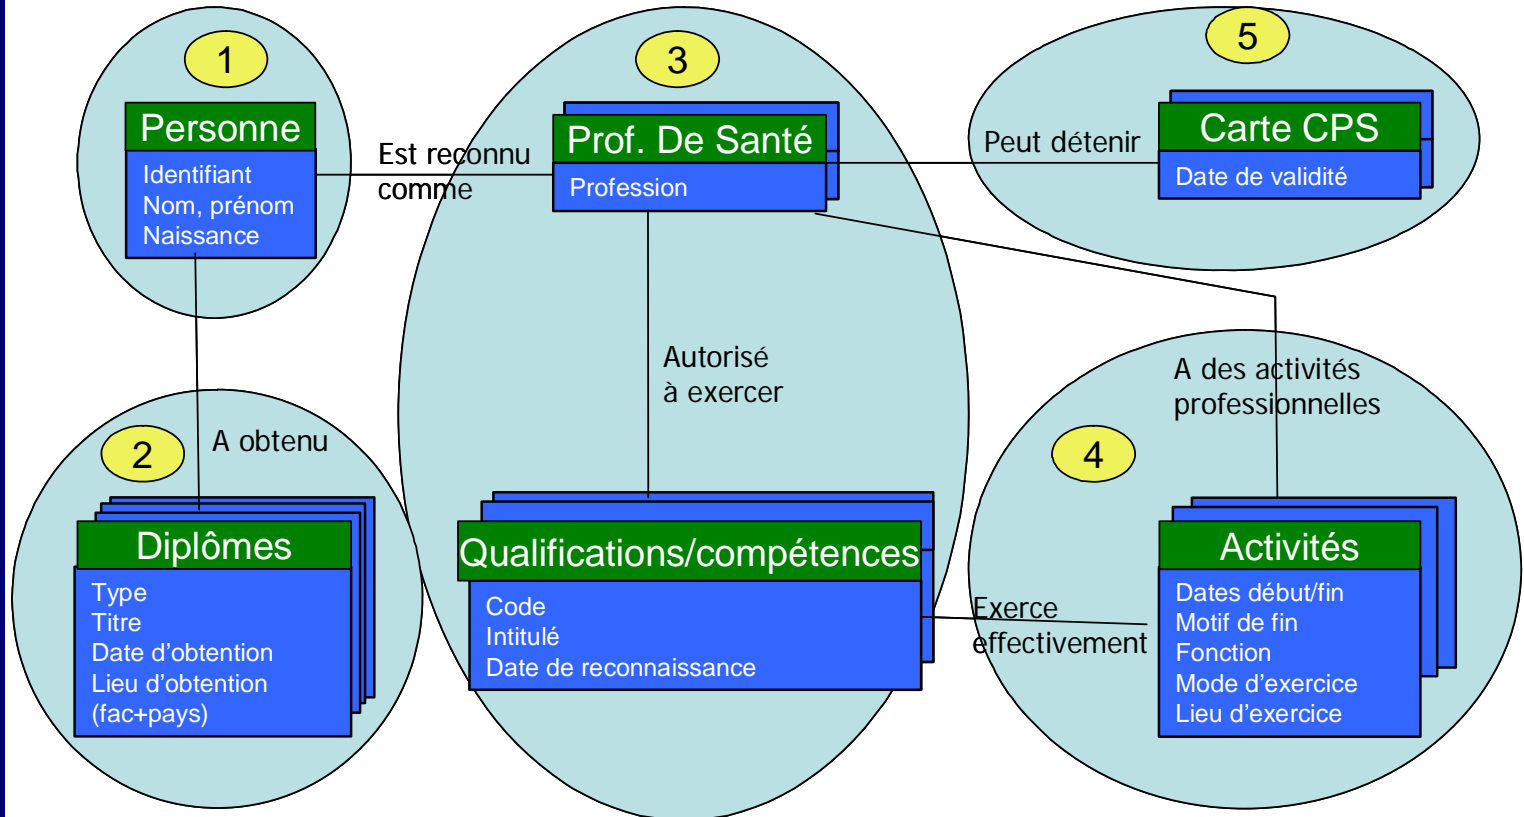 1
Personne
Identifiant
Nom, prénom
Naissance
Est reconnu
comme
3
Prof. De Santé
Profession
Peut détenir
5
Carte CPS
Date de validité
A obtenu
2
Diplômes
Type
Titre
Date d’obtention
Lieu d’obtention
(fac+pays)
Autorisé
à exercer
Qualifications/compétences
Code
Intitulé
Date de reconnaissance
Exerce
effectivement
A des activités
professionnelles
4
Activités
Dates début/fin
Motif de fin
Fonction
Mode d’exercice
Lieu d’exercice